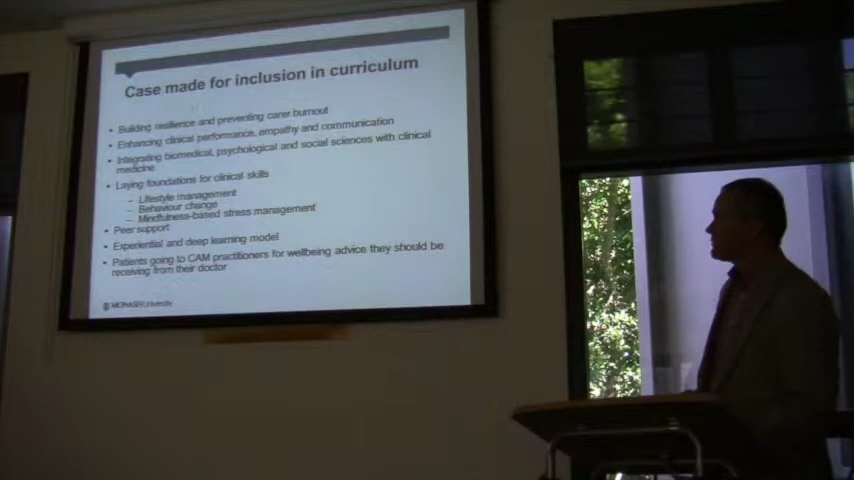 Case made for inclusion in curriculum
• Building resilience and preventing carer burnout
• Enhancing clinical performance, empathy and communication
• Integrating biomedical, psychological and social sciences with clinical
medicine
• Laying foundations for clinical skills
– Lifestyle management
– Behaviour change
– Mindfulness-based stress management
• Peer support
• Experiential and deep learning model
• Patients going to CAM practitioners for wellbeing advice they should be
receiving from their doctor
MONASH University